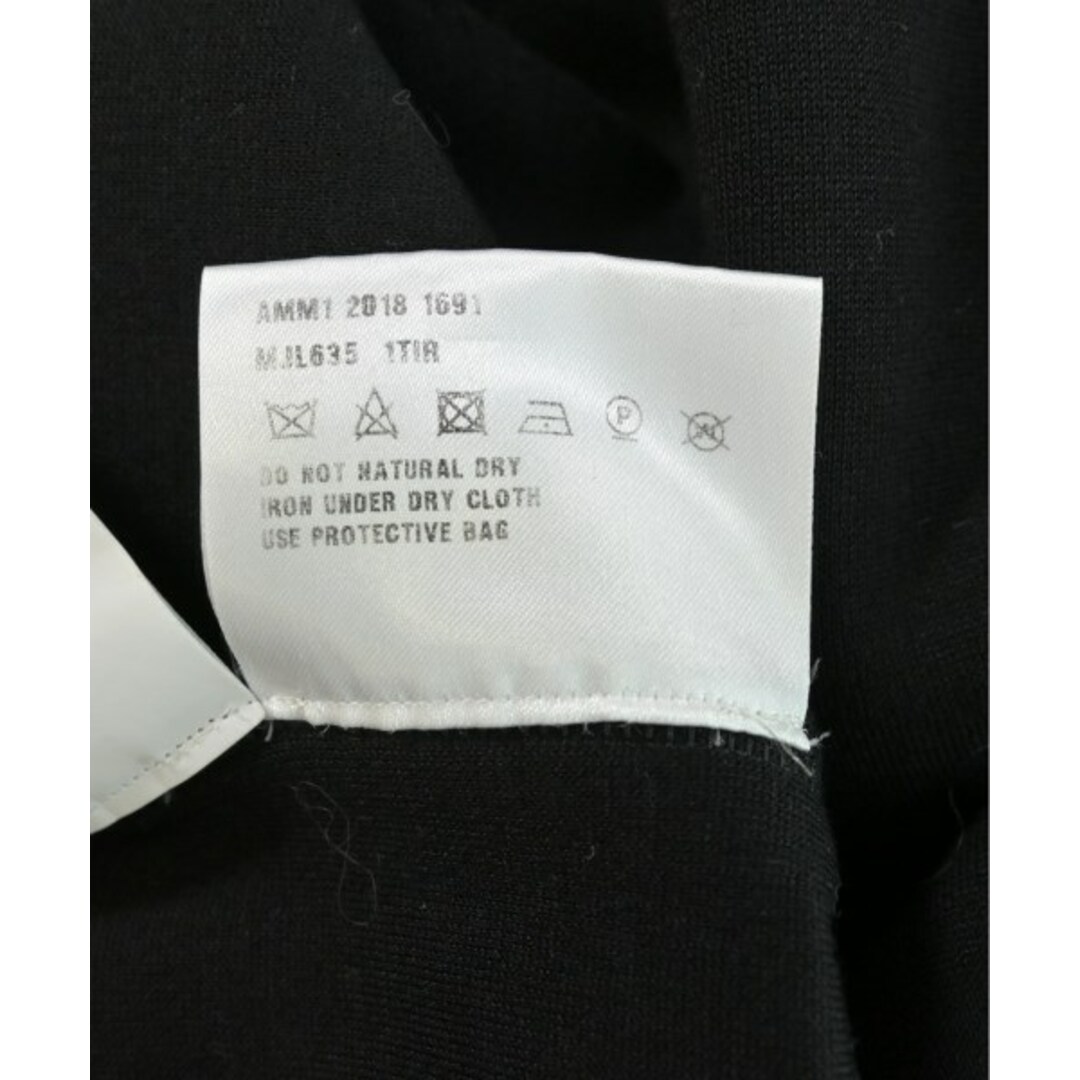 AMM1 2018 1691
MJL635 1TIR
P
W
DO NOT NATURAL DRY
IRON UNDER DRY CLOTH
USE PROTECTIVE BAG